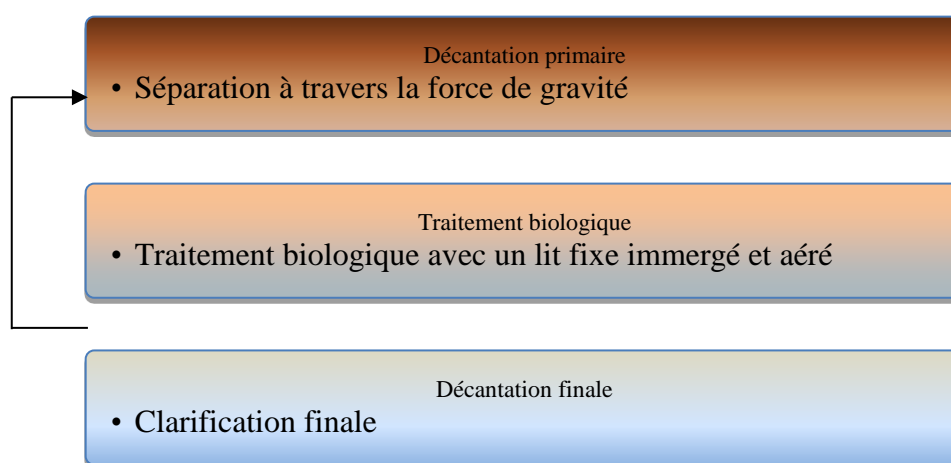 Décantation primaire
• Séparation à travers la force de gravité
Traitement biologique
• Traitement biologique avec un lit fixe immergé et aéré
Décantation finale
• Clarification finale